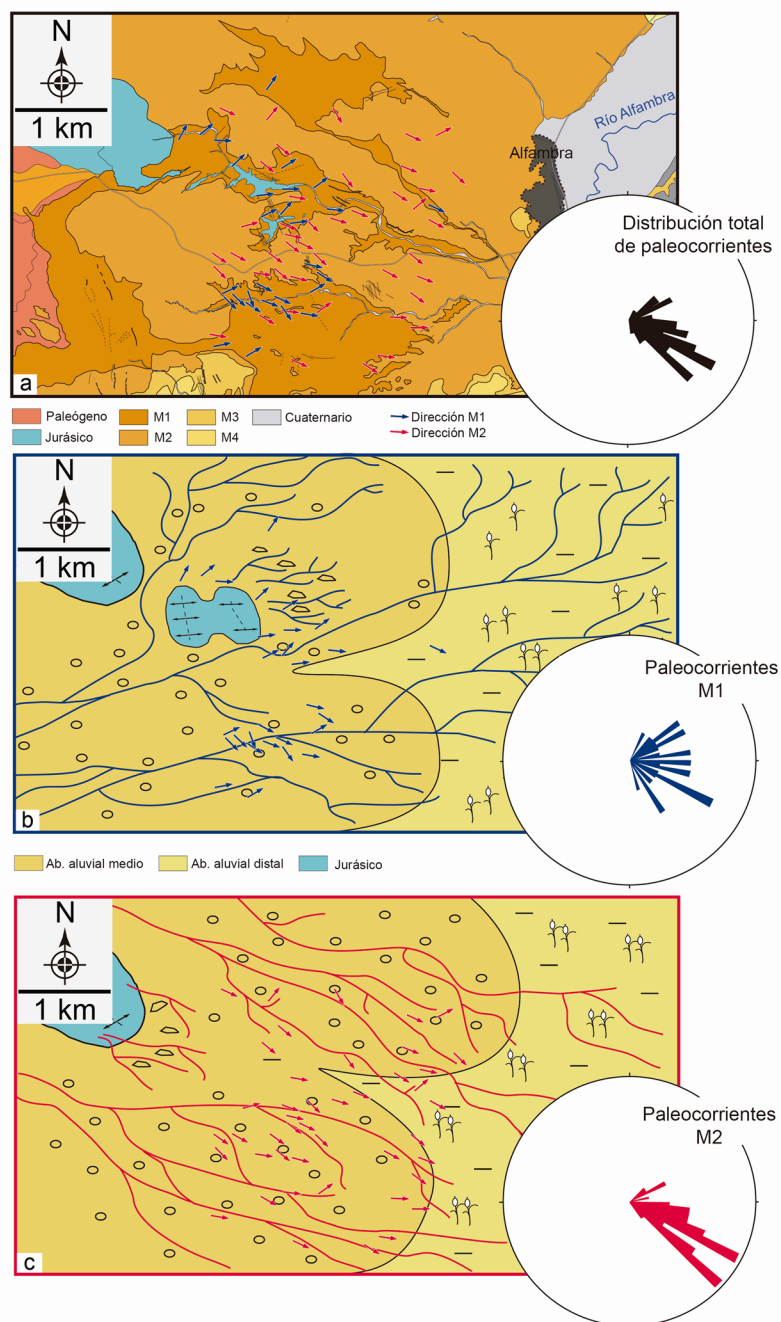 N
1 km
Río Alfambra
Alfambra
Distribución total
de paleocorrientes
a
Paleógeno
M1
M3
Cuaternario
Dirección M1
Jurásico
M2
M4
Dirección M2
N
1 km
Paleocorrientes
M1
b
Ab. aluvial medio
Ab. aluvial distal
Jurásico
N
1 km
Paleocorrientes
M2
c